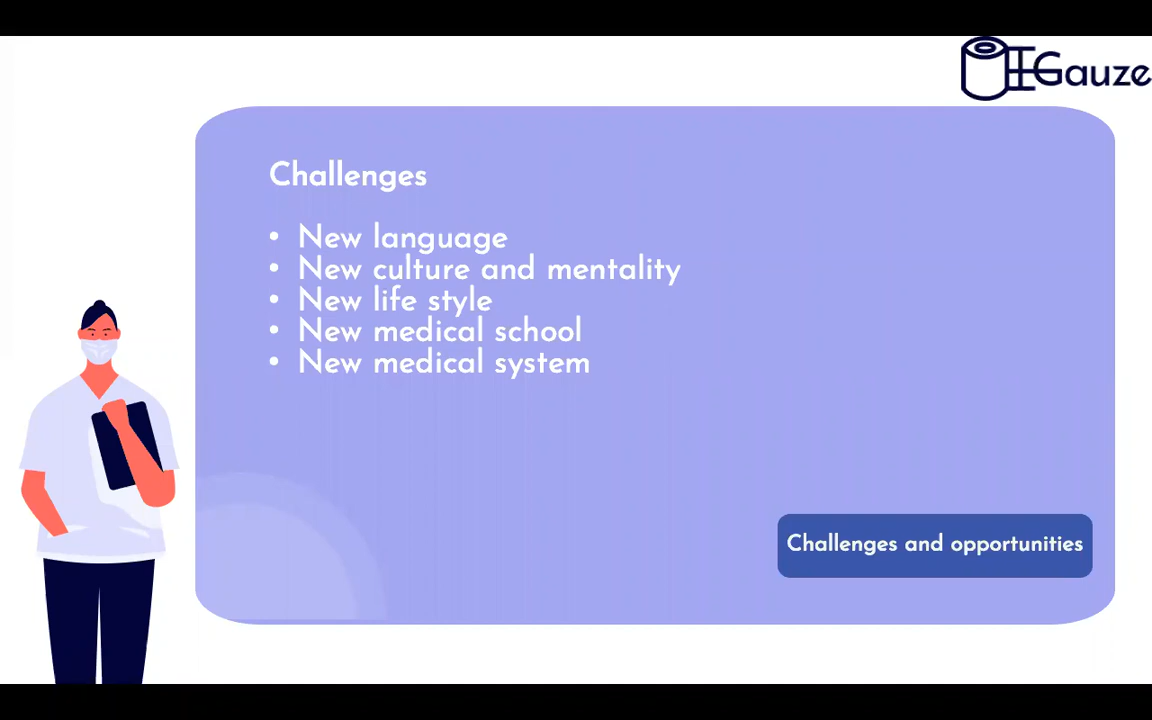 Gauze
Challenges
• New language
• New culture and mentality
• New life style
• New medical school
• New medical system
Challenges and opportunities